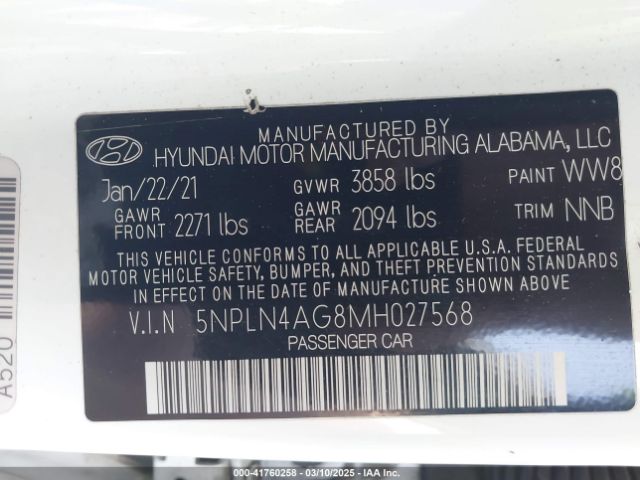 MANUFACTURED BY
HYUNDAI MOTOR MANUFACTURING ALABAMA, LLC
Jan/22/21 GVWR 3858 lbs PAINT WW8
GAWR FRONT 2271 lbs GAWR REAR 2094 lbs TRIM NNB
THIS VEHICLE CONFORMS TO ALL APPLICABLE U.S.A. FEDERAL
MOTOR VEHICLE SAFETY, BUMPER, AND THEFT PREVENTION STANDARDS
IN EFFECT ON THE DATE OF MANUFACTURE SHOWN ABOVE
V.I.N 5NPLN4AG8MH027568
PASSENGER CAR
A520
000-41760258 - 03/10/2025 - IAA Inc.